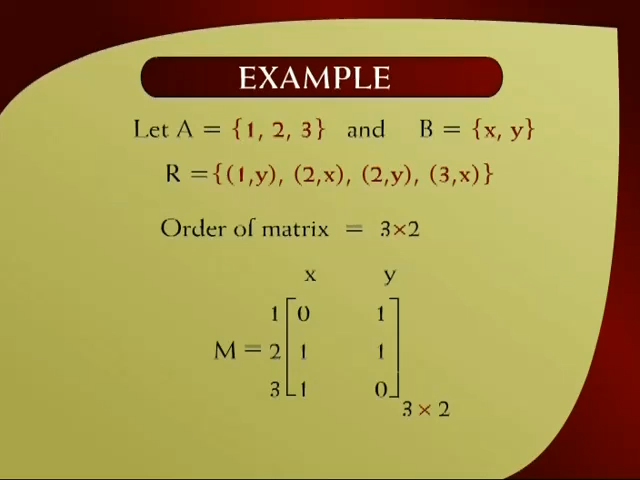 EXAMPLE
Let A = {1, 2, 3} and B = {x, y}
R ={(1,y), (2,x), (2,y), (3,x)}
Order of matrix = 3×2
x y
1 0 1
M = 2 1 1
3 1 0
3 × 2